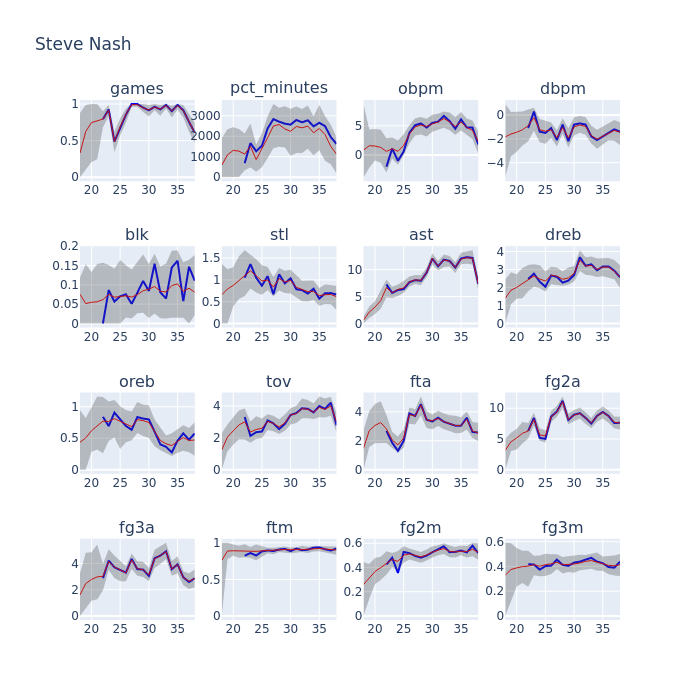 Steve Nash
games
pct_minutes
obpm
dbpm
1
0.5
0
3000
2000
1000
0
5
0
0
−2
−4
20 25 30 35
20 25 30 35
20 25 30 35
20 25 30 35
blk
stl
ast
dreb
0.2
0.15
0.1
0.05
0
1.5
1
0.5
0
10
5
0
4
3
2
1
0
20 25 30 35
20 25 30 35
20 25 30 35
20 25 30 35
oreb
tov
fta
fg2a
1
0.5
0
4
2
0
4
2
0
10
5
0
20 25 30 35
20 25 30 35
20 25 30 35
20 25 30 35
fg3a
ftm
fg2m
fg3m
4
2
0
1
0.5
0
0.6
0.4
0.2
0
0.6
0.4
0.2
0
20 25 30 35
20 25 30 35
20 25 30 35
20 25 30 35